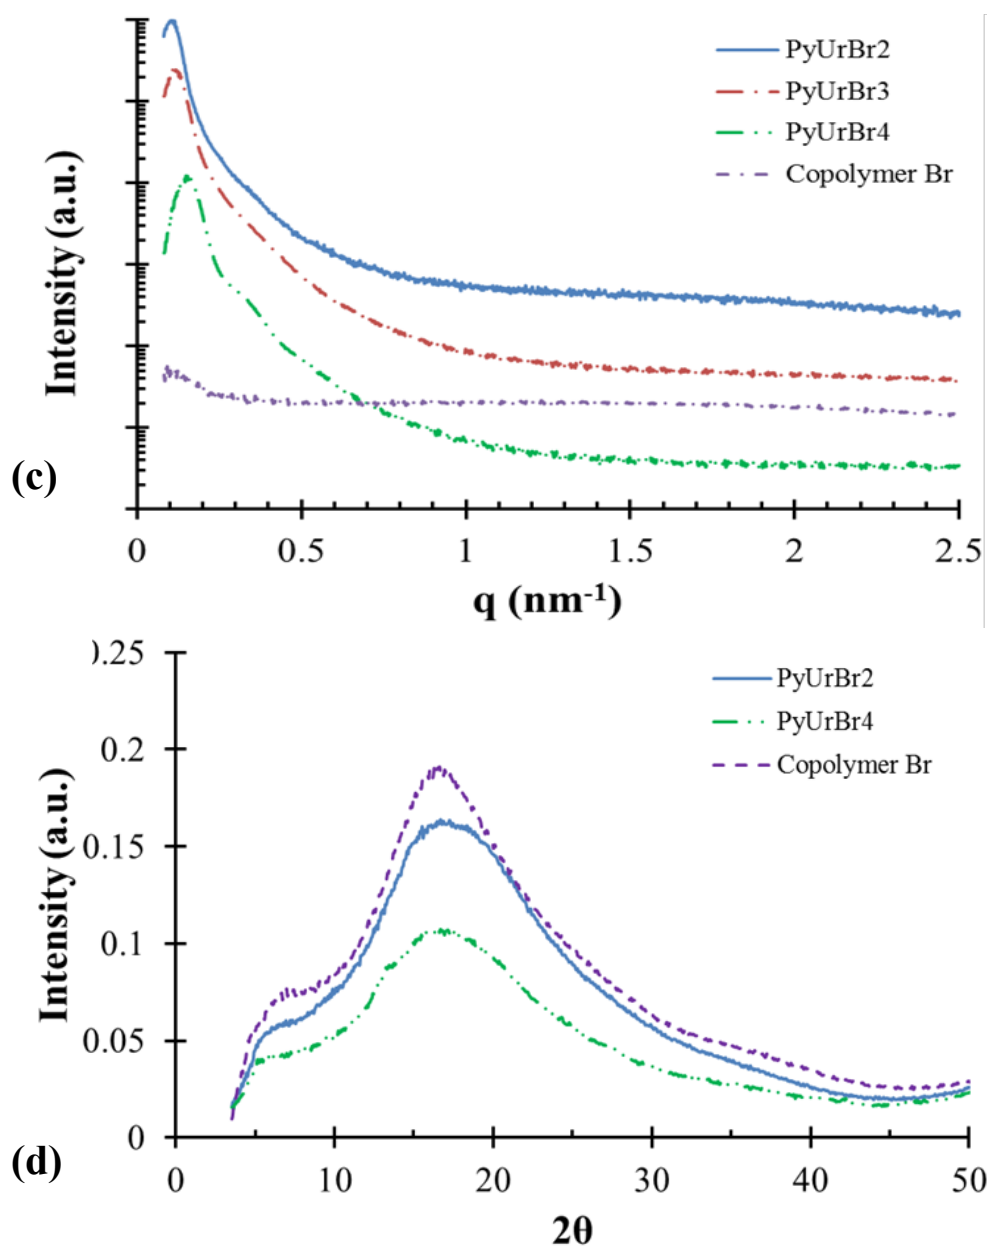 PyUrBr2
PyUrBr3
PyUrBr4
Copolymer Br
Intensity (a.u.)
(c)
0 0.5 1 1.5 2 2.5
q (nm-1)
).25
PyUrBr2
PyUrBr4
Copolymer Br
0.2
0.15
0.1
0.05
0
Intensity (a.u.)
(d)
0 10 20 30 40 50
2θ